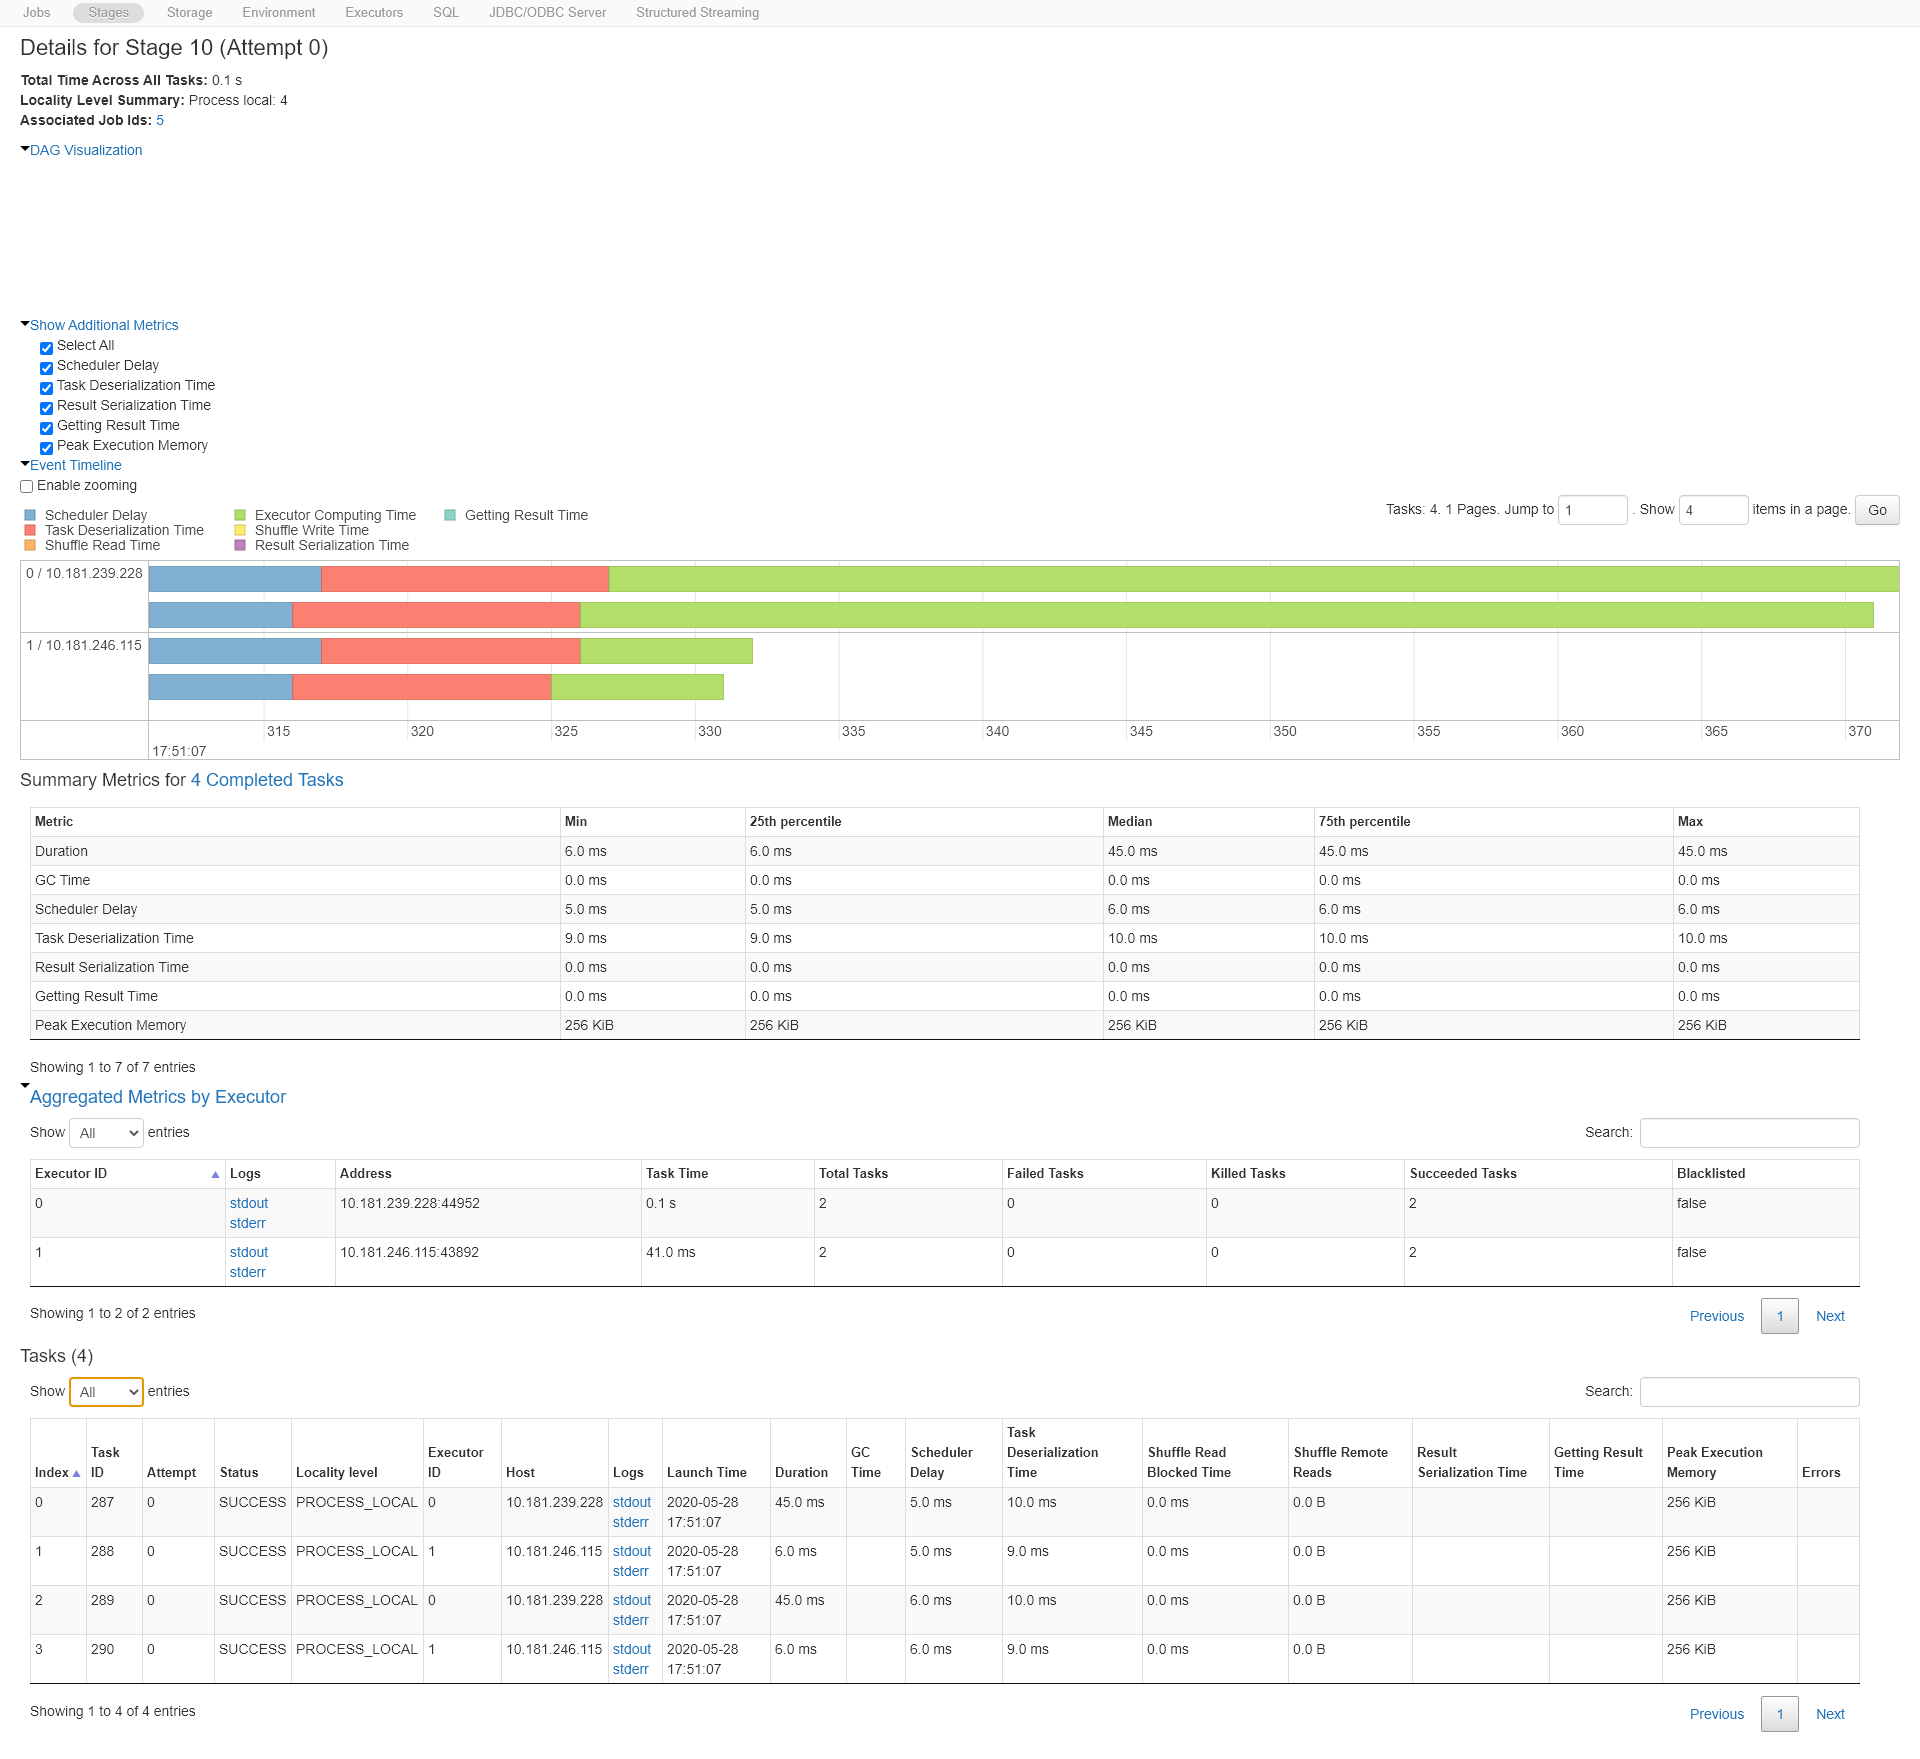 Jobs Stages Storage Environment Executors SQL JDBC/ODBC Server Structured Streaming
Details for Stage 10 (Attempt 0)
Total Time Across All Tasks: 0.1 s
Locality Level Summary: Process local: 4
Associated Job Ids: 5
DAG Visualization
Show Additional Metrics
Select All
Scheduler Delay
Task Deserialization Time
Result Serialization Time
Getting Result Time
Peak Execution Memory
Event Timeline
Enable zooming
Tasks: 4. 1 Pages. Jump to 1 . Show 4 items in a page. Go
Scheduler Delay Executor Computing Time Getting Result Time
Task Deserialization Time Shuffle Write Time
Shuffle Read Time Result Serialization Time
0 / 10.181.239.228
1 / 10.181.246.115
315 320 325 330 335 340 345 350 355 360 365 370
17:51:07
Summary Metrics for 4 Completed Tasks
Metric Min 25th percentile Median 75th percentile Max
Duration 6.0 ms 6.0 ms 45.0 ms 45.0 ms 45.0 ms
GC Time 0.0 ms 0.0 ms 0.0 ms 0.0 ms 0.0 ms
Scheduler Delay 5.0 ms 5.0 ms 6.0 ms 6.0 ms 6.0 ms
Task Deserialization Time 9.0 ms 9.0 ms 10.0 ms 10.0 ms 10.0 ms
Result Serialization Time 0.0 ms 0.0 ms 0.0 ms 0.0 ms 0.0 ms
Getting Result Time 0.0 ms 0.0 ms 0.0 ms 0.0 ms 0.0 ms
Peak Execution Memory 256 KiB 256 KiB 256 KiB 256 KiB 256 KiB
Showing 1 to 7 of 7 entries
Aggregated Metrics by Executor
Show All entries Search:
Executor ID Logs Address Task Time Total Tasks Failed Tasks Killed Tasks Succeeded Tasks Blacklisted
0 stdout 10.181.239.228:44952 0.1 s 2 0 0 2 false
stderr
1 stdout 10.181.246.115:43892 41.0 ms 2 0 0 2 false
stderr
Showing 1 to 2 of 2 entries
Previous 1 Next
Tasks (4)
Show All entries Search:
Task
Task Executor GC Scheduler Deserialization Shuffle Read Shuffle Remote Result Getting Result Peak Execution
Index ID Attempt Status Locality level ID Host Logs Launch Time Duration Time Delay Time Blocked Time Reads Serialization Time Time Memory Errors
0 287 0 SUCCESS PROCESS_LOCAL 0 10.181.239.228 stdout 2020-05-28 45.0 ms 5.0 ms 10.0 ms 0.0 ms 0.0 B 256 KiB
stderr 17:51:07
1 288 0 SUCCESS PROCESS_LOCAL 1 10.181.246.115 stdout 2020-05-28 6.0 ms 5.0 ms 9.0 ms 0.0 ms 0.0 B 256 KiB
stderr 17:51:07
2 289 0 SUCCESS PROCESS_LOCAL 0 10.181.239.228 stdout 2020-05-28 45.0 ms 6.0 ms 10.0 ms 0.0 ms 0.0 B 256 KiB
stderr 17:51:07
3 290 0 SUCCESS PROCESS_LOCAL 1 10.181.246.115 stdout 2020-05-28 6.0 ms 6.0 ms 9.0 ms 0.0 ms 0.0 B 256 KiB
stderr 17:51:07
Showing 1 to 4 of 4 entries
Previous 1 Next